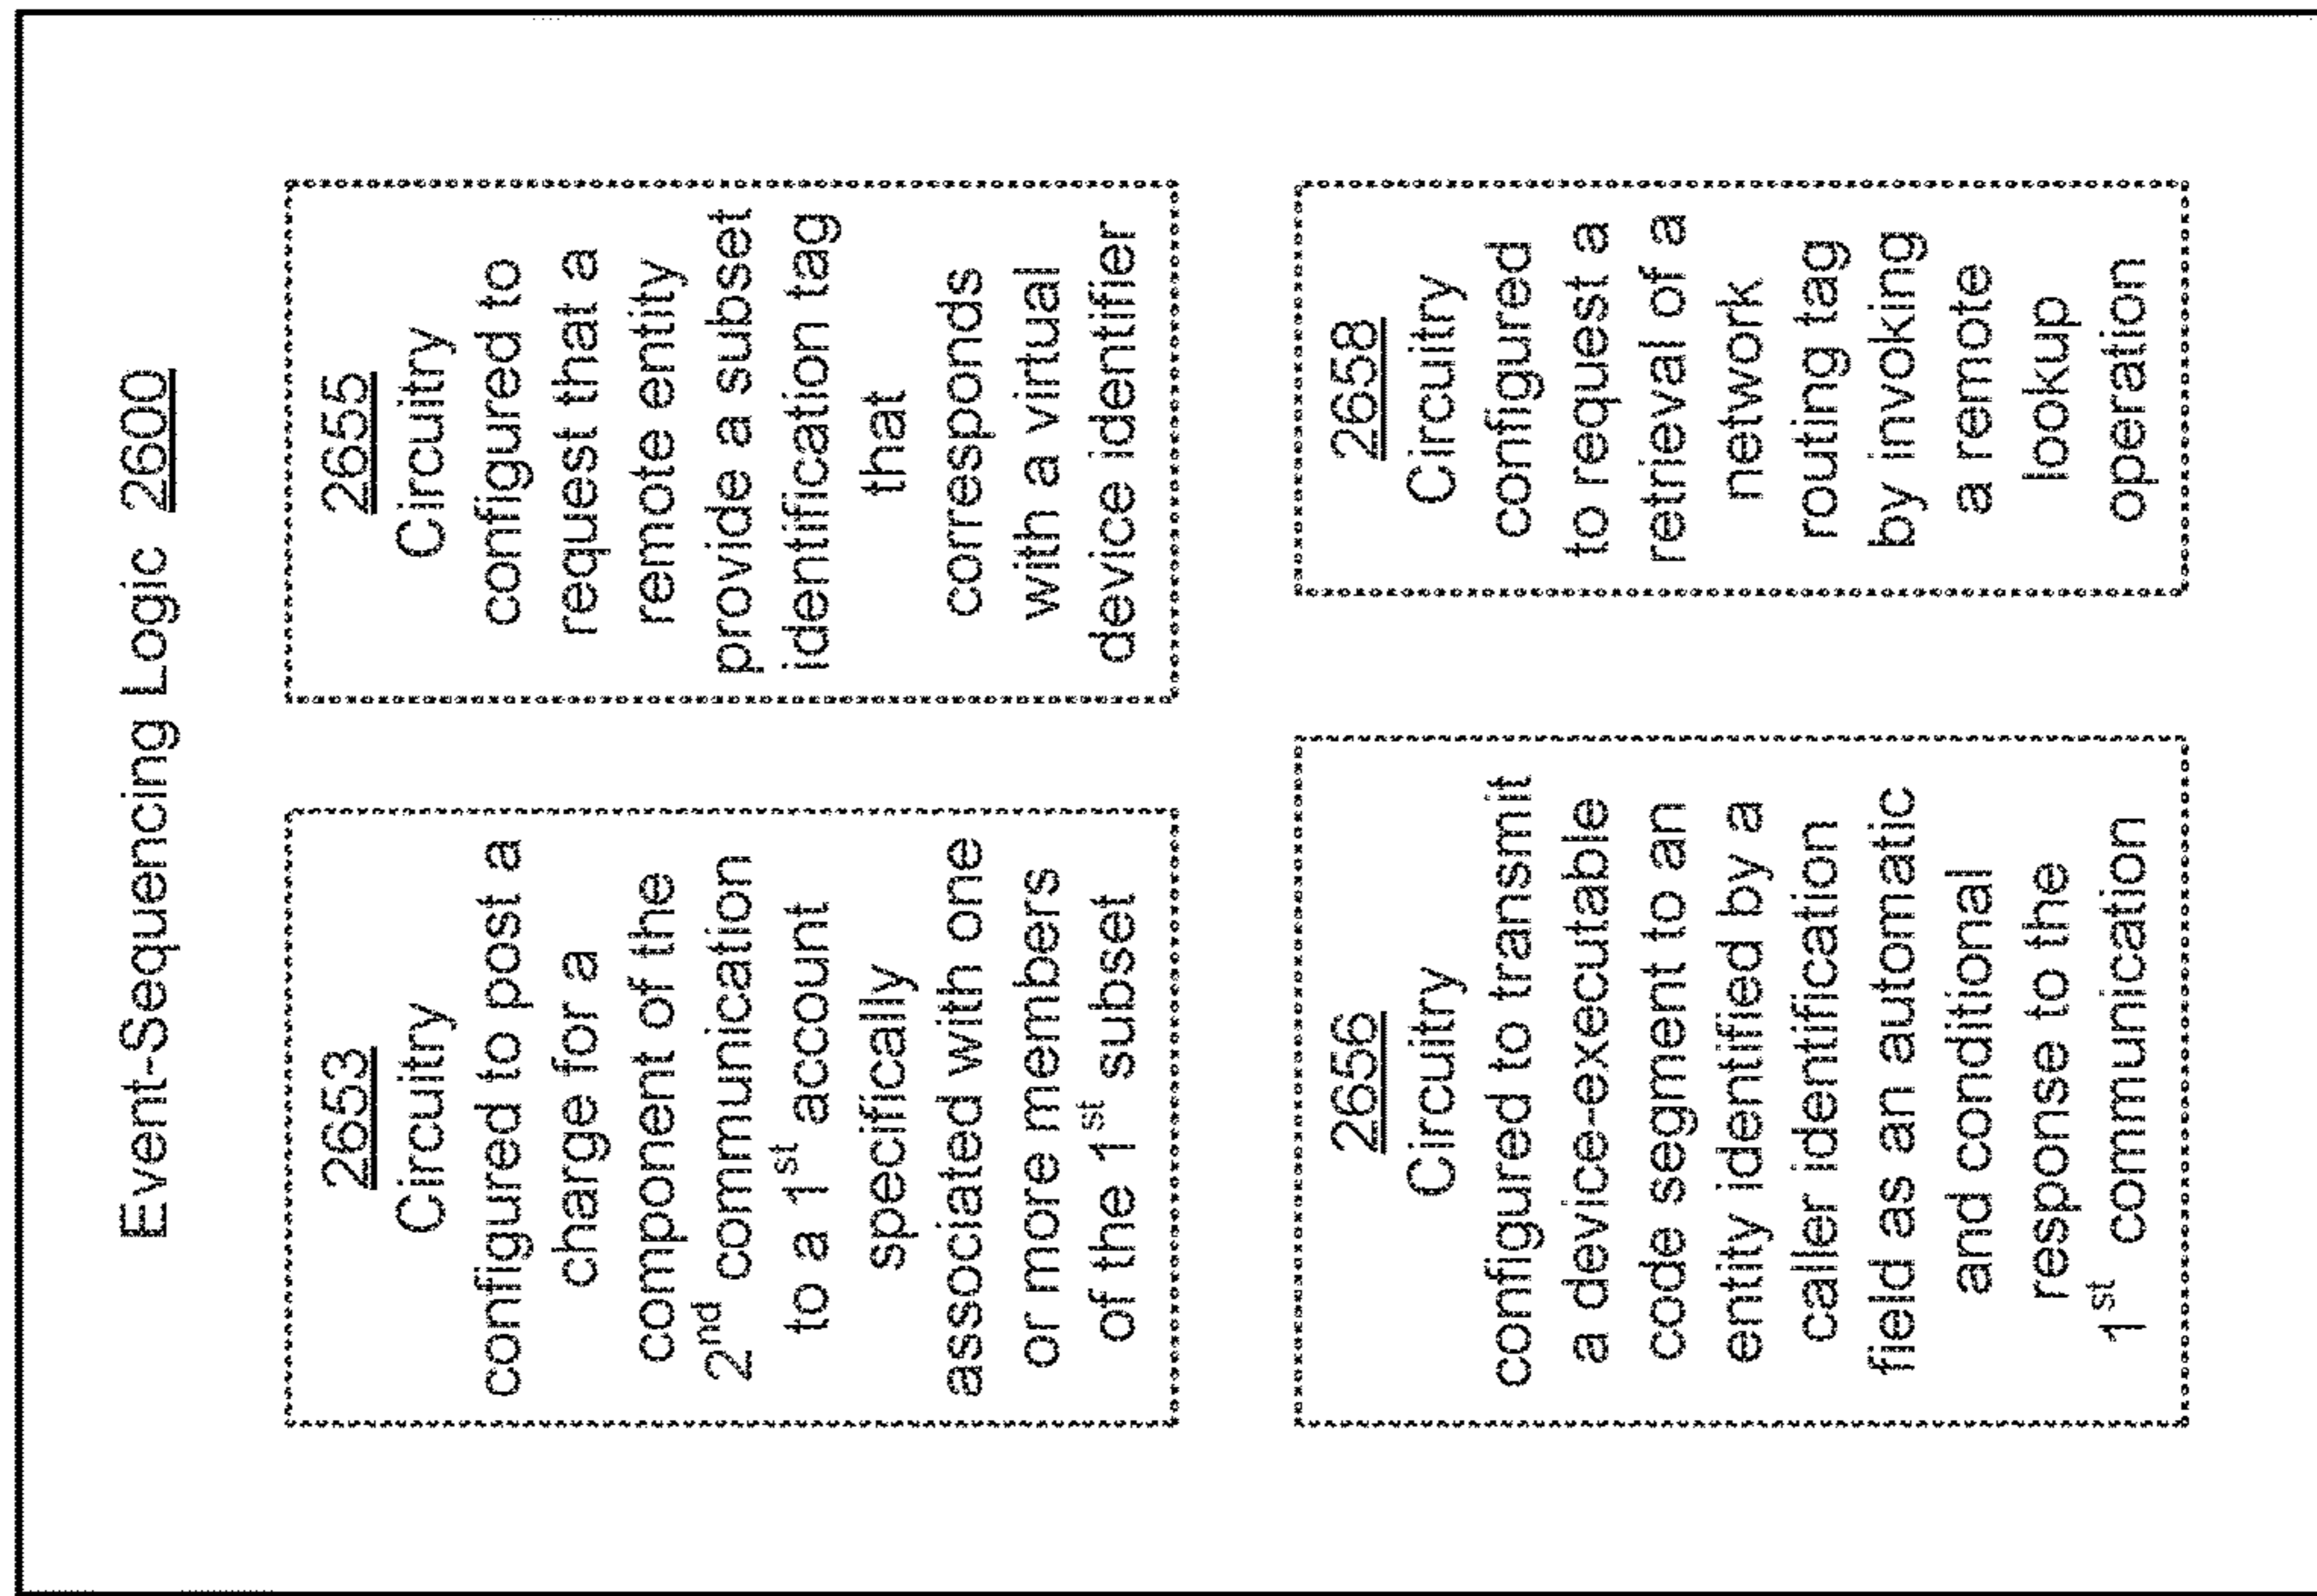 Event-Sequencing Logic 2600
2653
Circuitry
configured to post a
charge for a
component of the
2nd communication
to a 1st account
specifically
associated with one
or more members
of the 1st subset
2655
Circuitry
configured to
request that a
remote entity
provide a subset
identification tag
that
corresponds
with a virtual
device identifier
2656
Circuitry
configured to transmit
a device-executable
code segment to an
entity identified by a
caller identification
field as an automatic
and conditional
response to the
1st communication
2658
Circuitry
configured
to request a
retrieval of a
network
routing tag
by invoking
a remote
lookup
operation